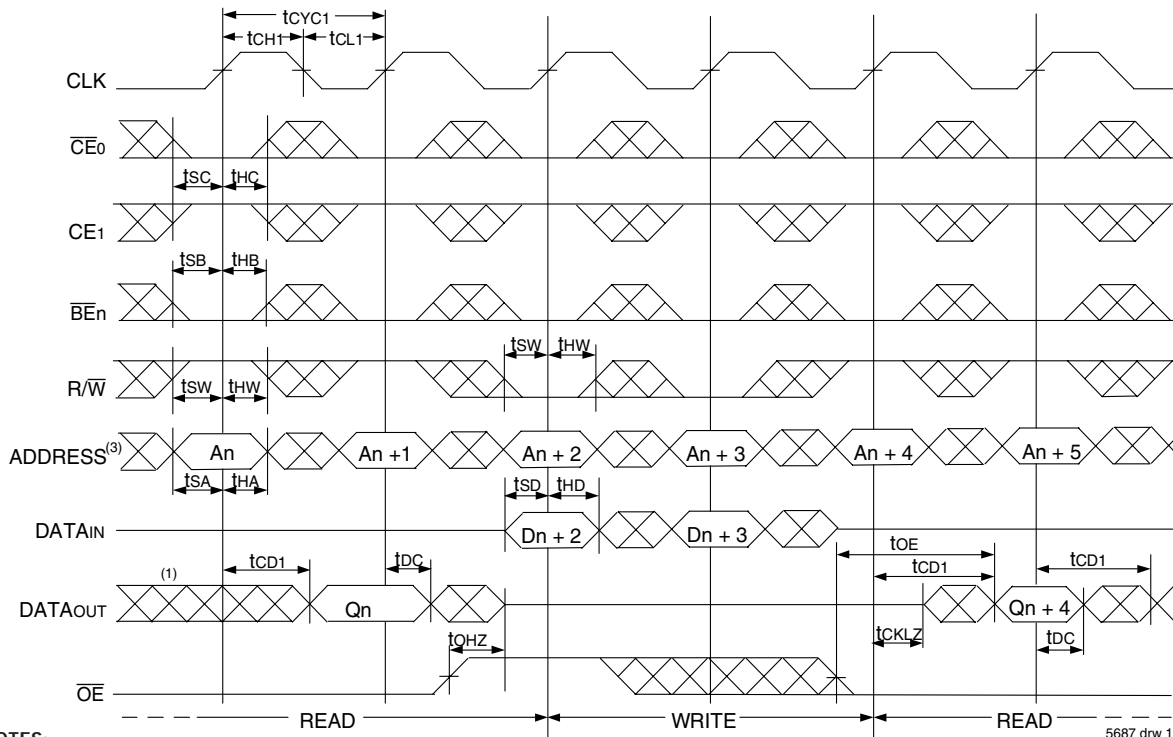 tCYC1
tCH1 tCL1
CLK
CE0
tSC tHC
CE1
tSB tHB
BEn
tSW tHW
R/W
tSW tHW
ADDRESS(3) An An +1 An + 2 An + 3 An + 4 An + 5
tSA tHA tSD tHD
DATAIN Dn + 2 Dn + 3
tOE
(1) tCD1 tDC tCD1 tCD1
DATAOUT Qn Qn + 4
tOHZ tCKLZ tDC
OE
READ WRITE READ
5687 drw 1